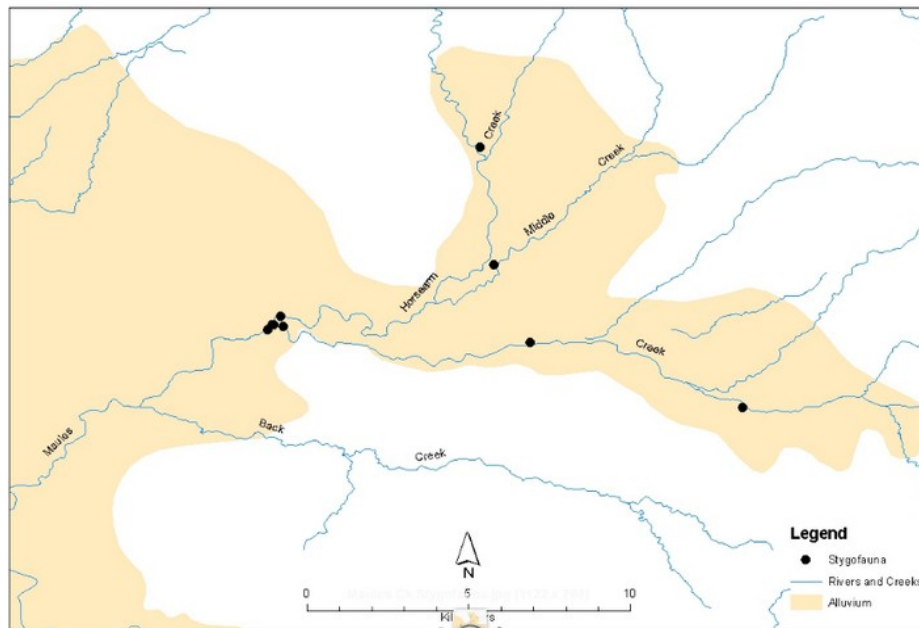 Creek
Creek
Middle
Horsearm
Creek
Maules
Back
Creek
N
0
5
10
Legend
Stygofauna
Rivers and Creeks
Alluvium